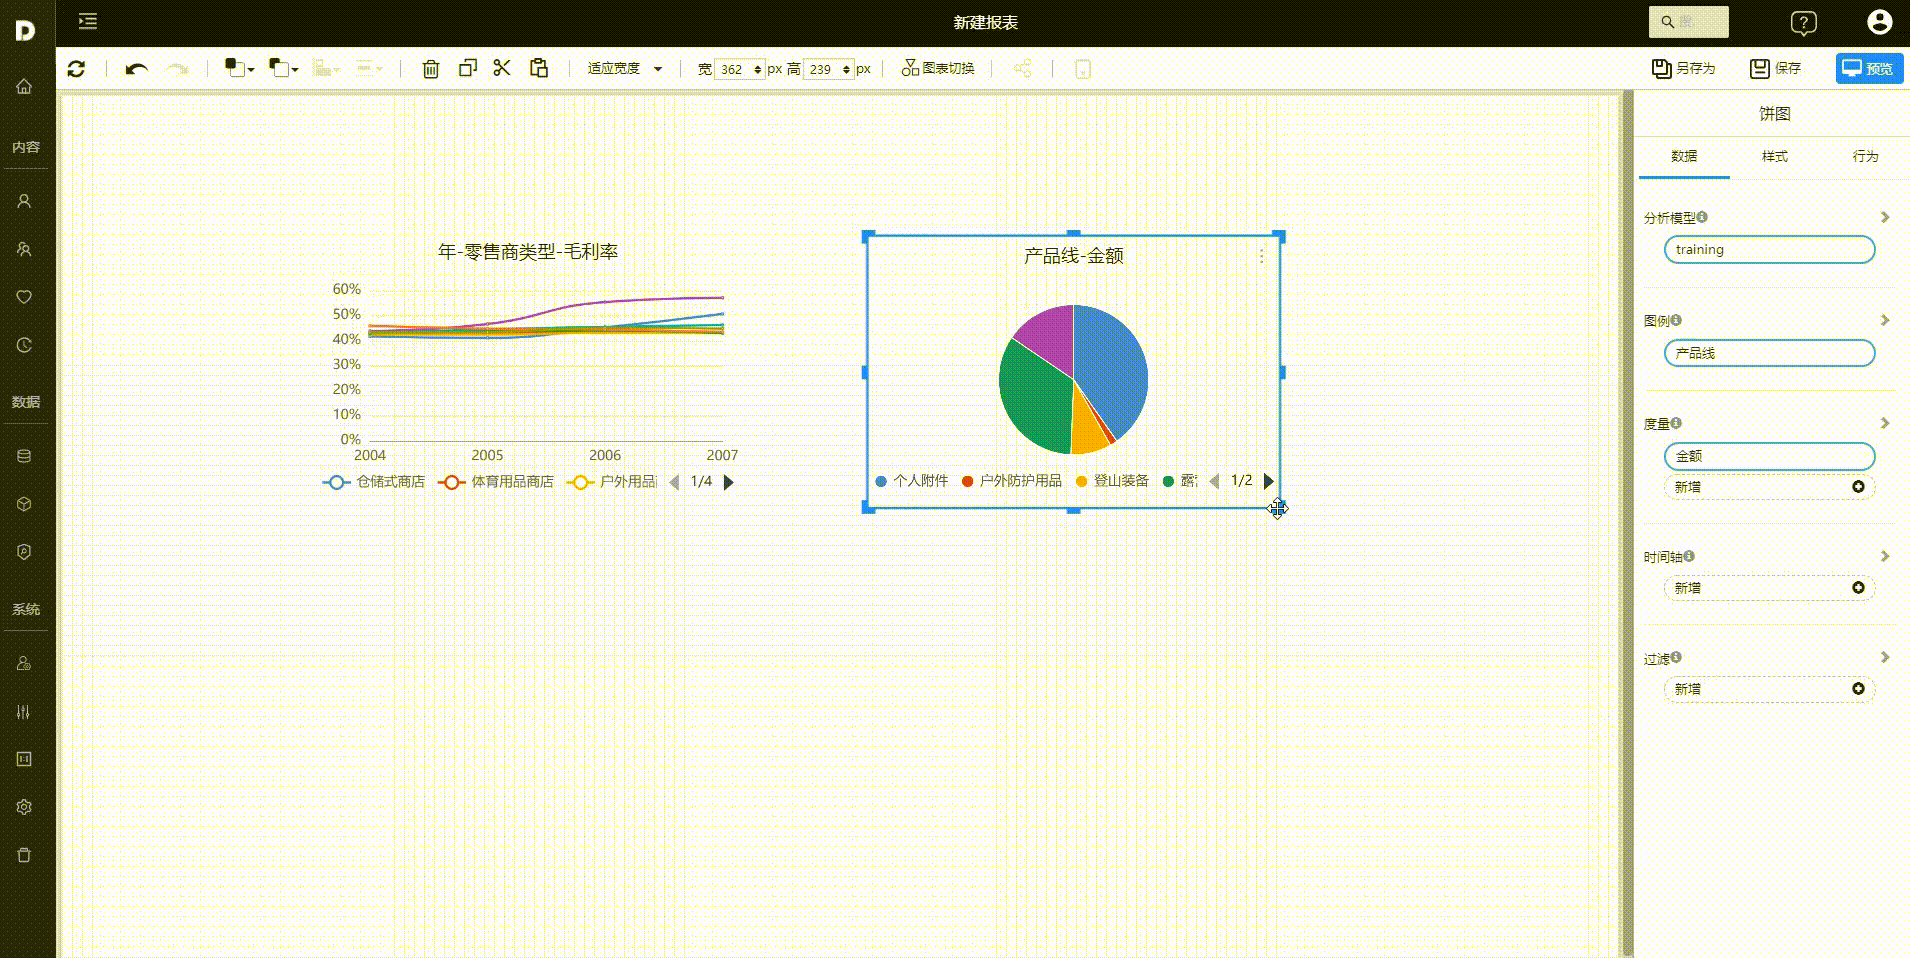 D
新建报表
搜
?
适应宽度
宽 362 px 高 239 px
图表切换
另存为
保存
预览
内容
数据
系统
年-零售商类型-毛利率
60%
50%
40%
30%
20%
10%
0%
2004 2005 2006 2007
仓储式商店 体育用品商店 户外用品 1/4
产品线-金额
个人附件 户外防护用品 登山装备 露 1/2
饼图
数据 样式 行为
分析模型
training
图例
产品线
度量
金额
新增
时间轴
新增
过滤
新增